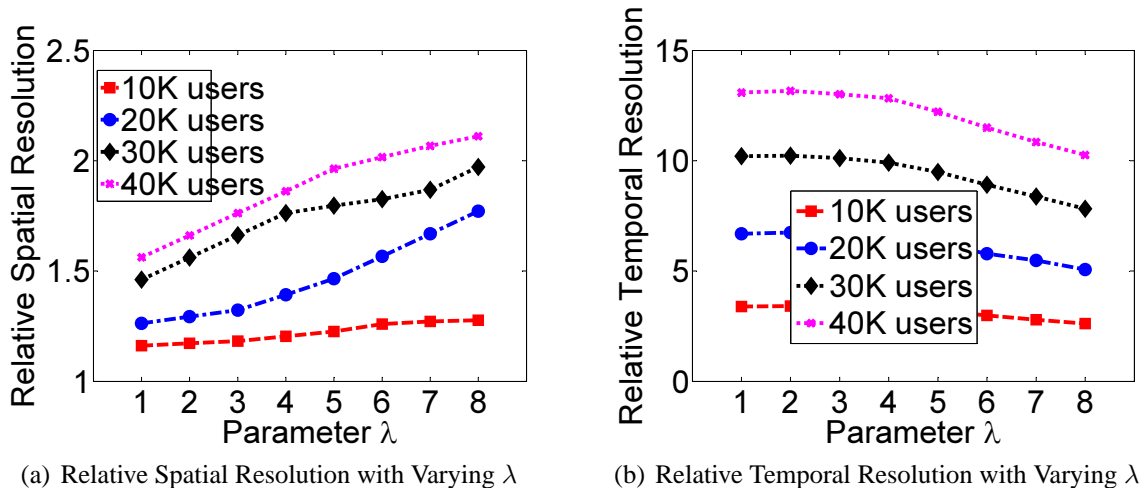 2.5
2
1.5
1
Relative Spatial Resolution
10K users
20K users
30K users
40K users
1 2 3 4 5 6 7 8
Parameter λ
(a) Relative Spatial Resolution with Varying λ
15
10
5
0
Relative Temporal Resolution
10K users
20K users
30K users
40K users
1 2 3 4 5 6 7 8
Parameter λ
(b) Relative Temporal Resolution with Varying λ